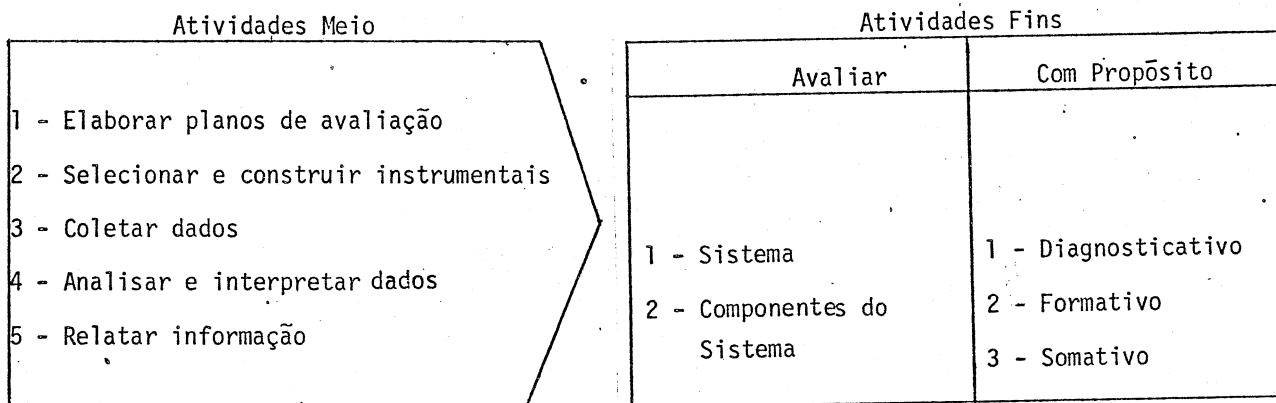 Atividades Meio
1 - Elaborar planos de avaliação
2 - Selecionar e construir instrumentais
3 - Coletar dados
4 - Analisar e interpretar dados
5 - Relatar informação
Atividades Fins
Avaliar
1 - Sistema
2 - Componentes do
Sistema
Com Propósito
1 - Diagnosticativo
2 - Formativo
3 - Somativo